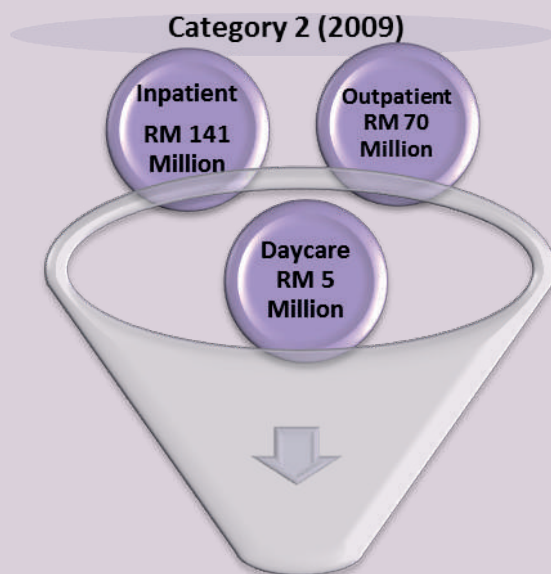 Category 2 (2009)
Inpatient
RM 141
Million
Outpatient
RM 70
Million
Daycare
RM 5
Million